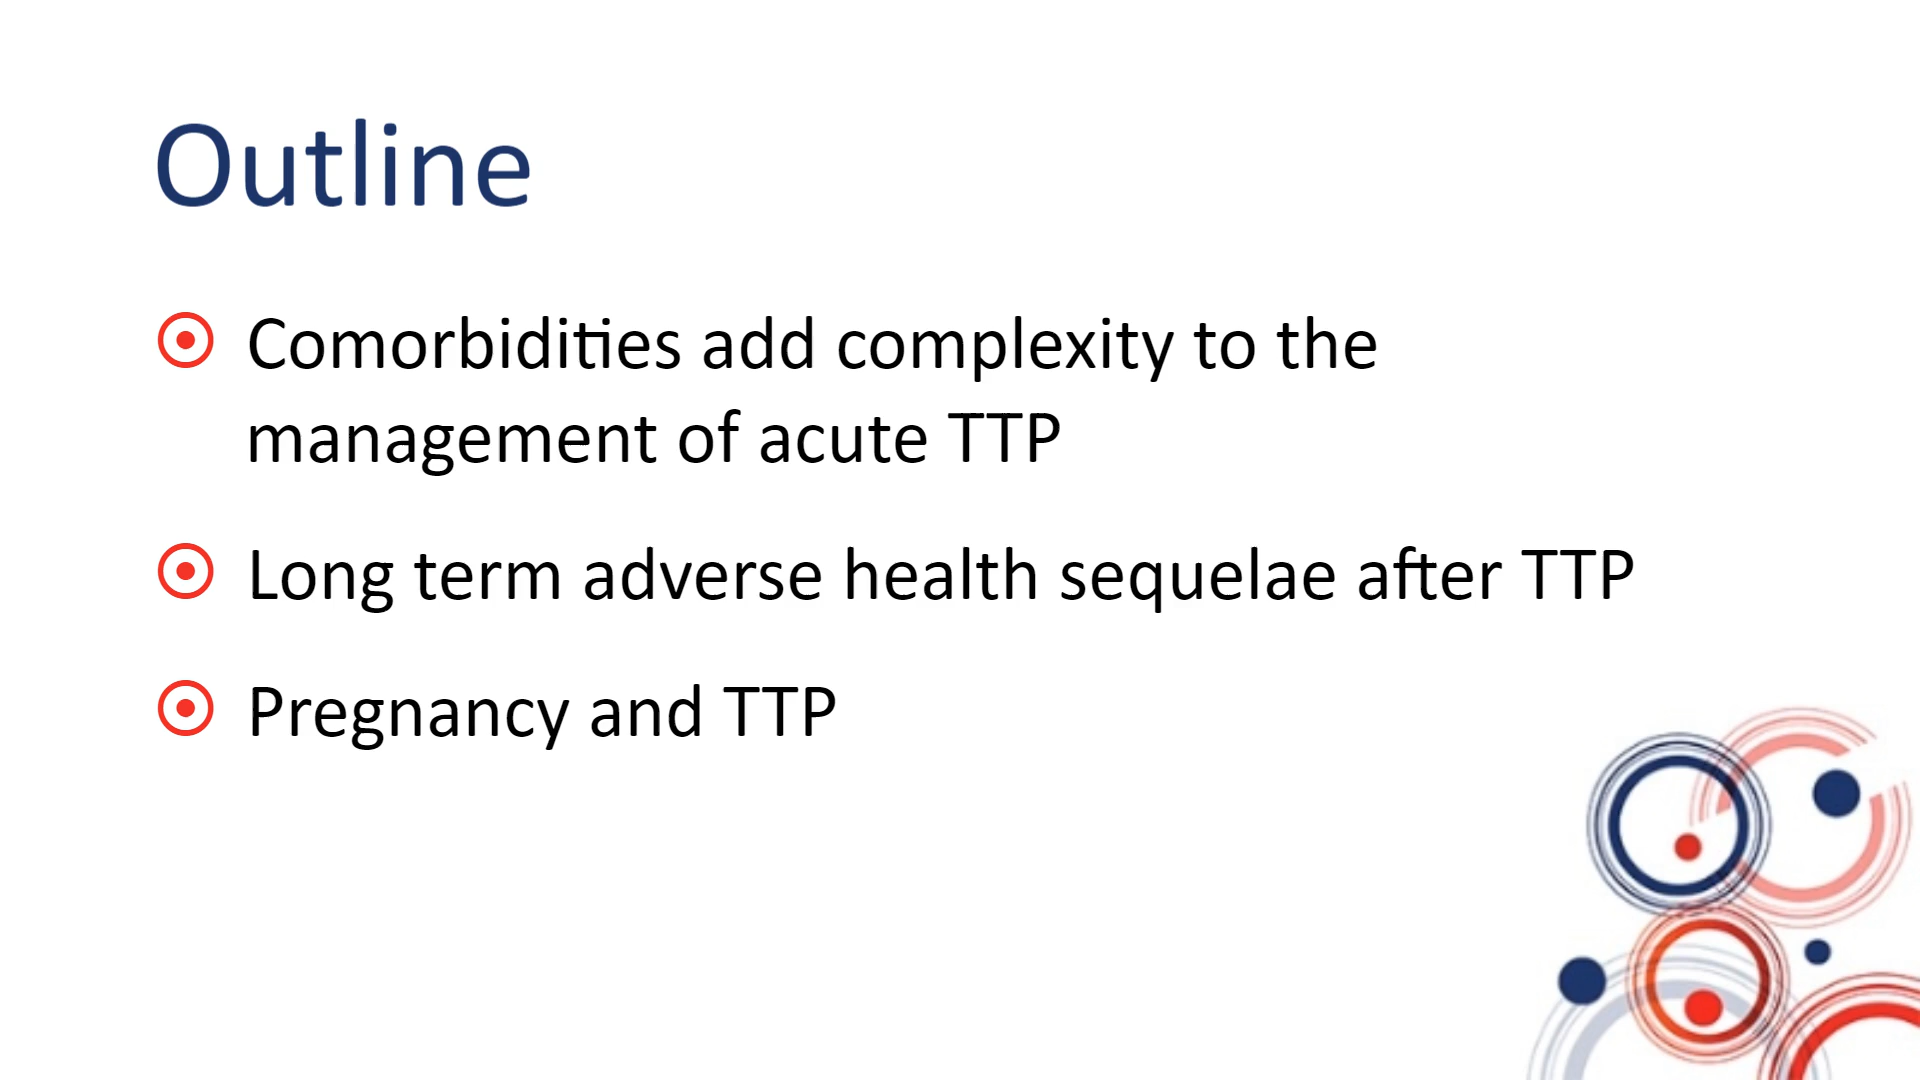 Outline
Comorbidities add complexity to the
management of acute TTP
Long term adverse health sequelae after TTP
Pregnancy and TTP